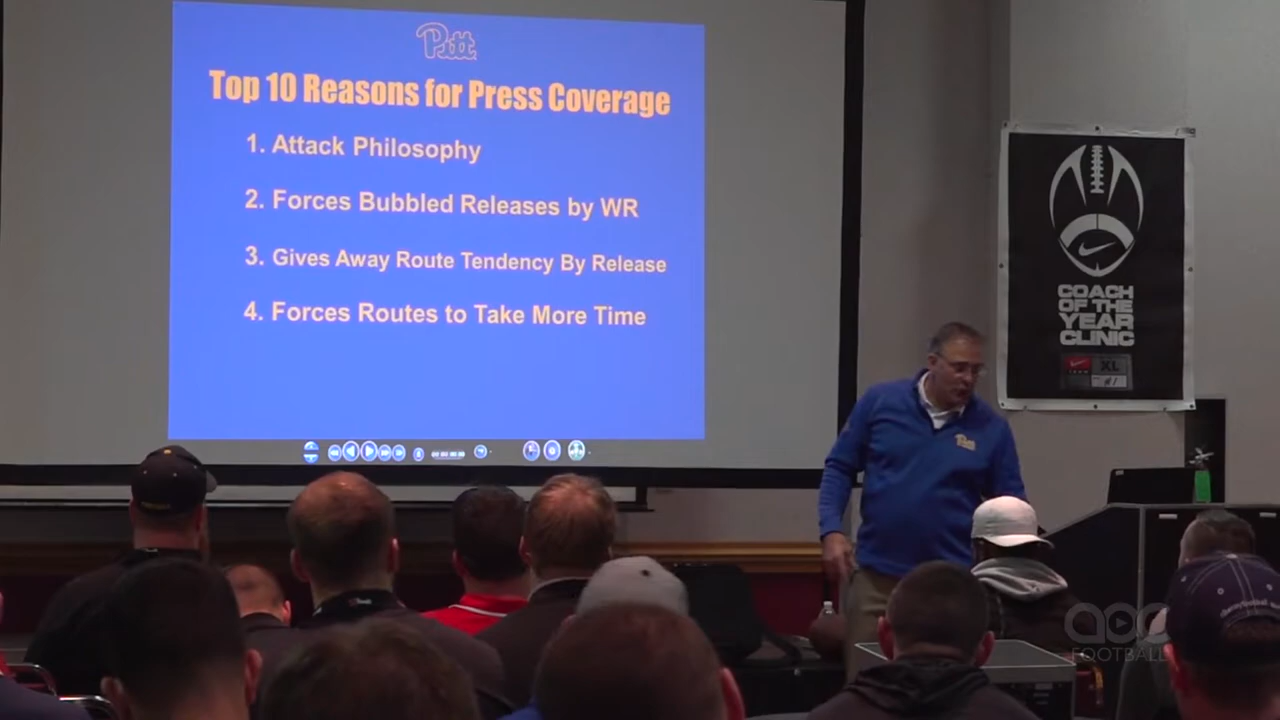 Pitt
Top 10 Reasons for Press Coverage
1. Attack Philosophy
2. Forces Bubbled Releases by WR
3. Gives Away Route Tendency By Release
4. Forces Routes to Take More Time
COACH
OF THE
YEAR
CLINIC
XL
#1
Pitt
FOOTBALL